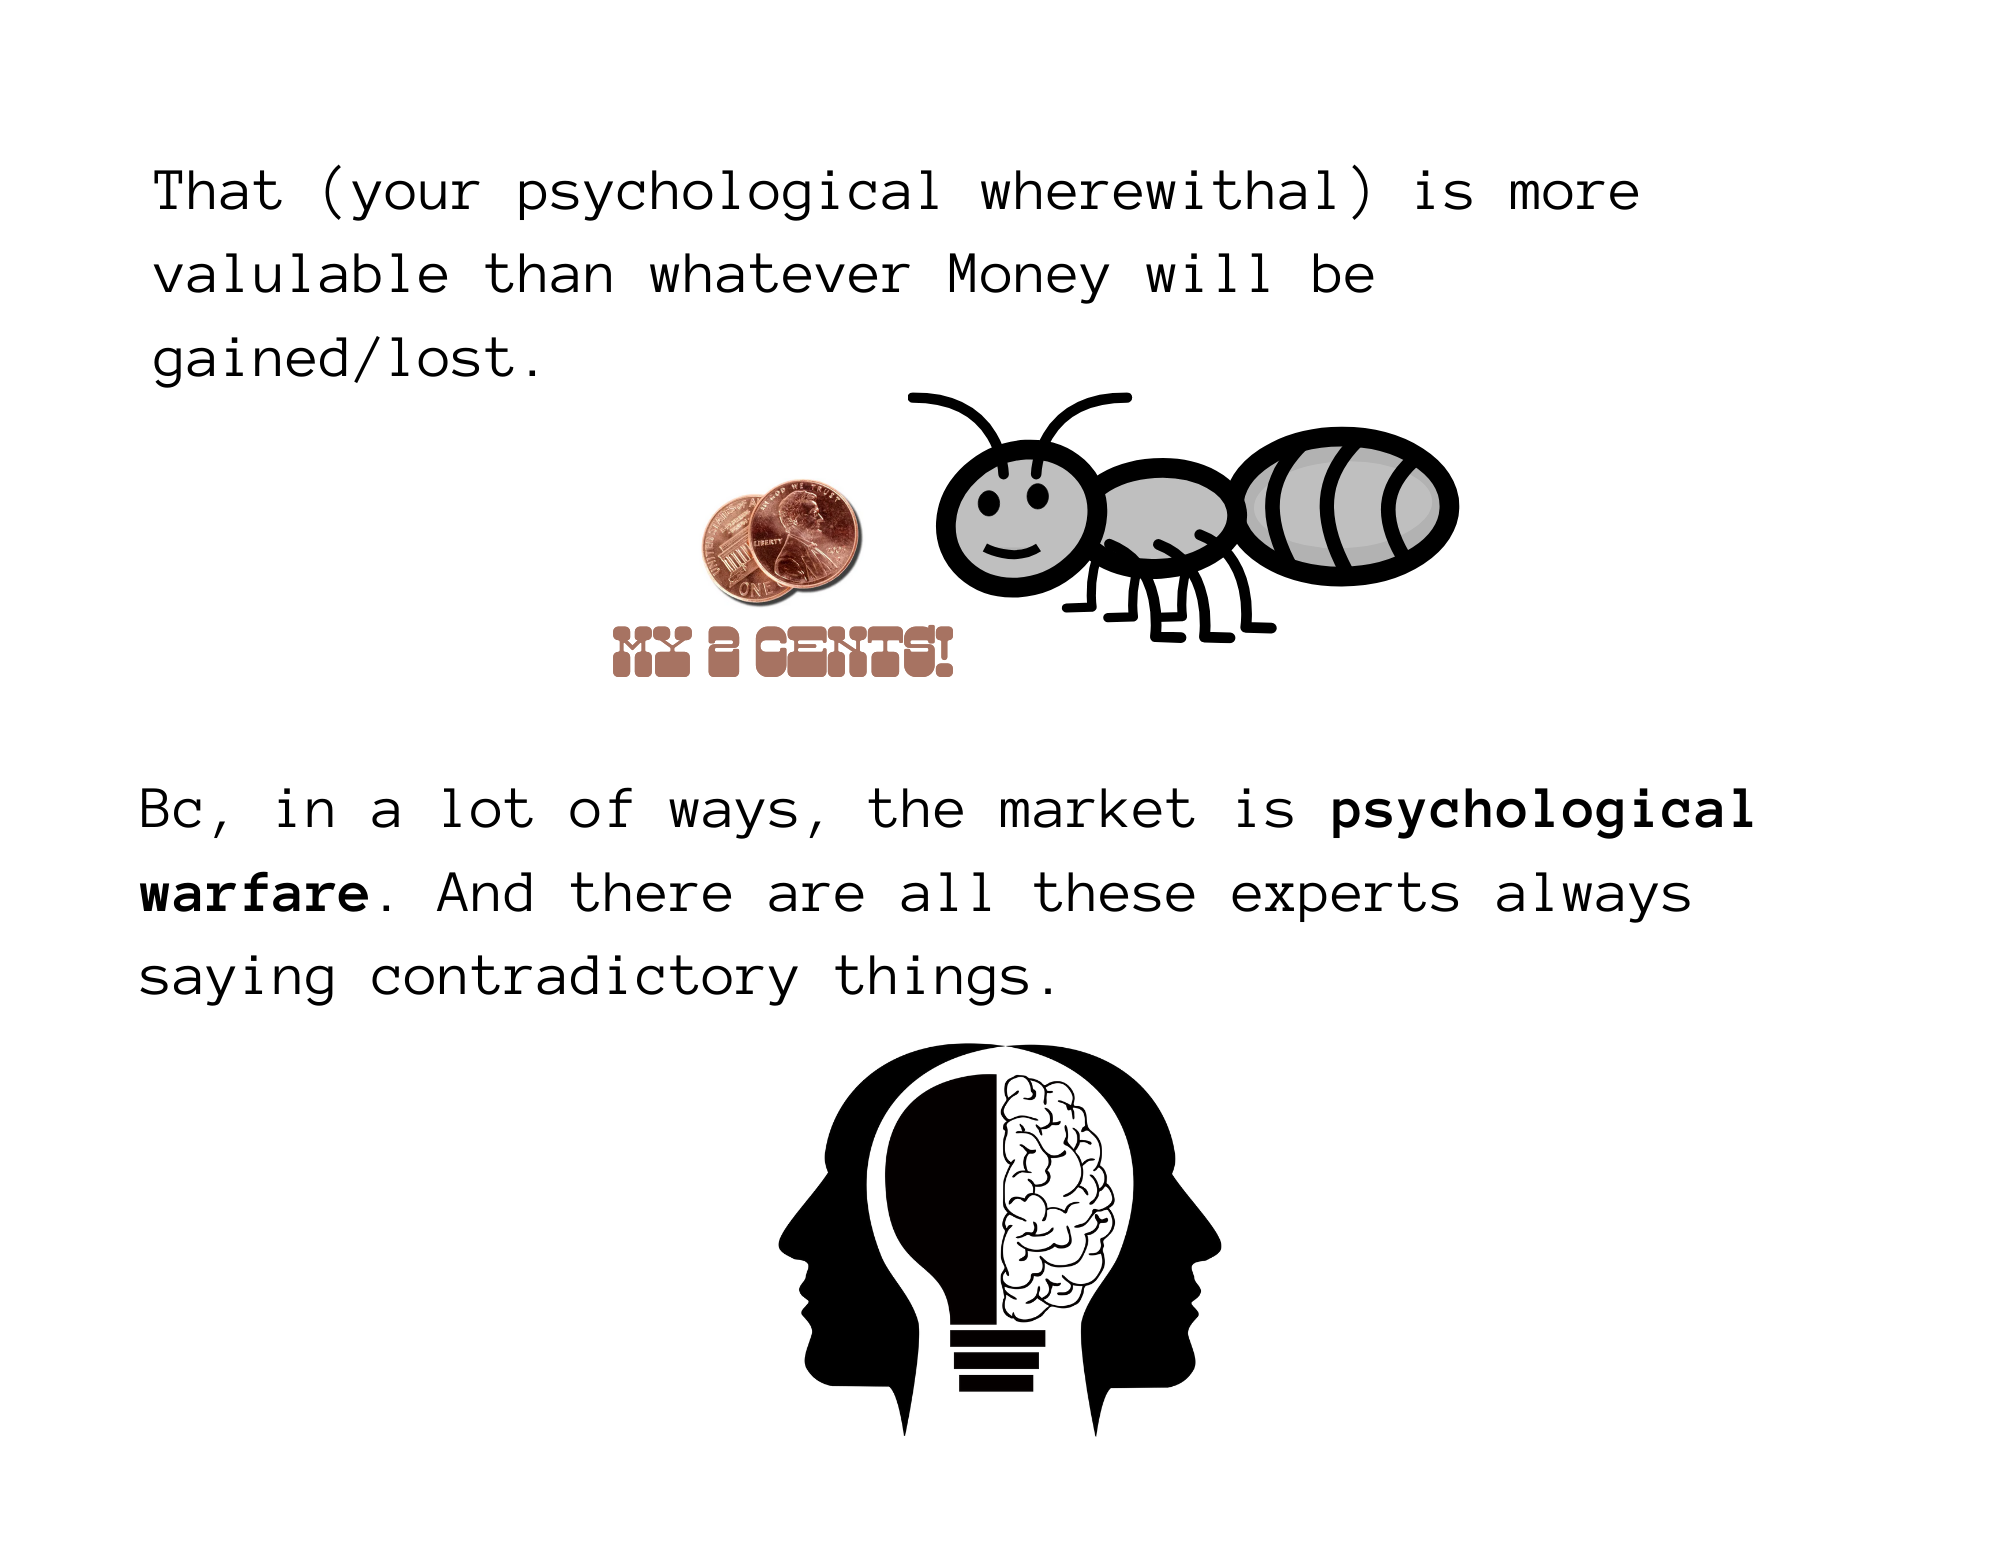 That (your psychological wherewithal) is more
valulable than whatever Money will be
gained/lost.
MY 2 CENTS!
Bc, in a lot of ways, the market is psychological
warfare. And there are all these experts always
saying contradictory things.